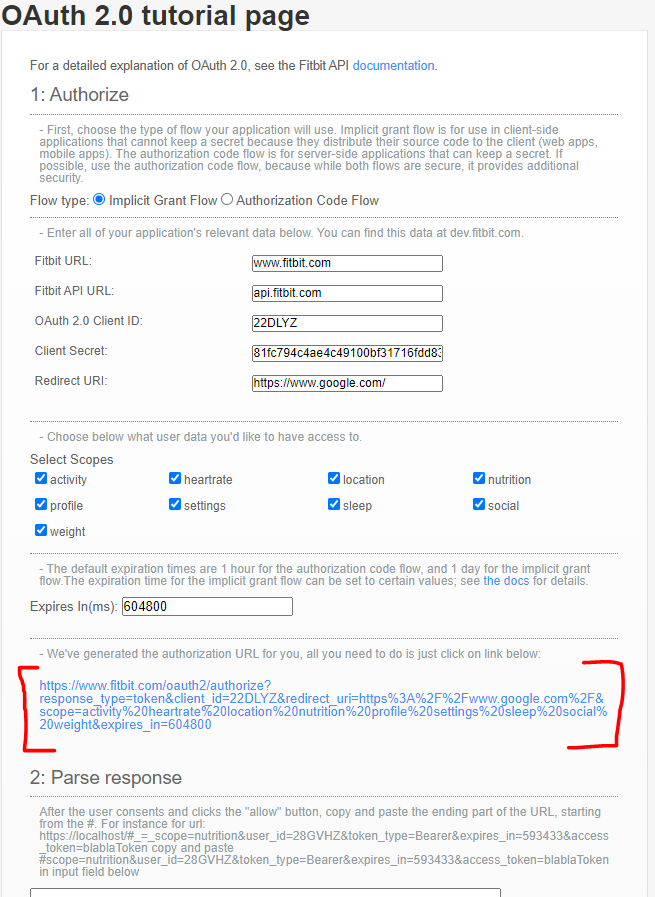 OAuth 2.0 tutorial page
For a detailed explanation of OAuth 2.0, see the Fitbit API documentation.
1: Authorize
- First, choose the type of flow your application will use. Implicit grant flow is for use in client-side
applications that cannot keep a secret because they distribute their source code to the client (web apps,
mobile apps). The authorization code flow is for server-side applications that can keep a secret. If
possible, use the authorization code flow, because while both flows are secure, it provides additional
security.
Flow type: Implicit Grant Flow Authorization Code Flow
- Enter all of your application's relevant data below. You can find this data at dev.fitbit.com.
Fitbit URL: www.fitbit.com
Fitbit API URL: api.fitbit.com
OAuth 2.0 Client ID: 22DLYZ
Client Secret: 81fc794c4ae4c49100bf31716fdd83
Redirect URI: https://www.google.com/
- Choose below what user data you'd like to have access to.
Select Scopes
activity heartrate location nutrition
profile settings sleep social
weight
- The default expiration times are 1 hour for the authorization code flow, and 1 day for the implicit grant
flow.The expiration time for the implicit grant flow can be set to certain values; see the docs for details.
Expires In(ms): 604800
- We've generated the authorization URL for you, all you need to do is just click on link below:
https://www.fitbit.com/oauth2/authorize?
response_type=token&client_id=22DLYZ&redirect_uri=https%3A%2F%2Fwww.google.com%2F&
scope=activity%20heartrate%20location%20nutrition%20profile%20settings%20sleep%20social%
20weight&expires_in=604800
2: Parse response
After the user consents and clicks the "allow" button, copy and paste the ending part of the URL, starting
from the #. For instance for url:
https://localhost/#_=_scope=nutrition&user_id=28GVHZ&token_type=Bearer&expires_in=593433&access
_token=blablaToken copy and paste
#scope=nutrition&user_id=28GVHZ&token_type=Bearer&expires_in=593433&access_token=blablaToken
in input field below